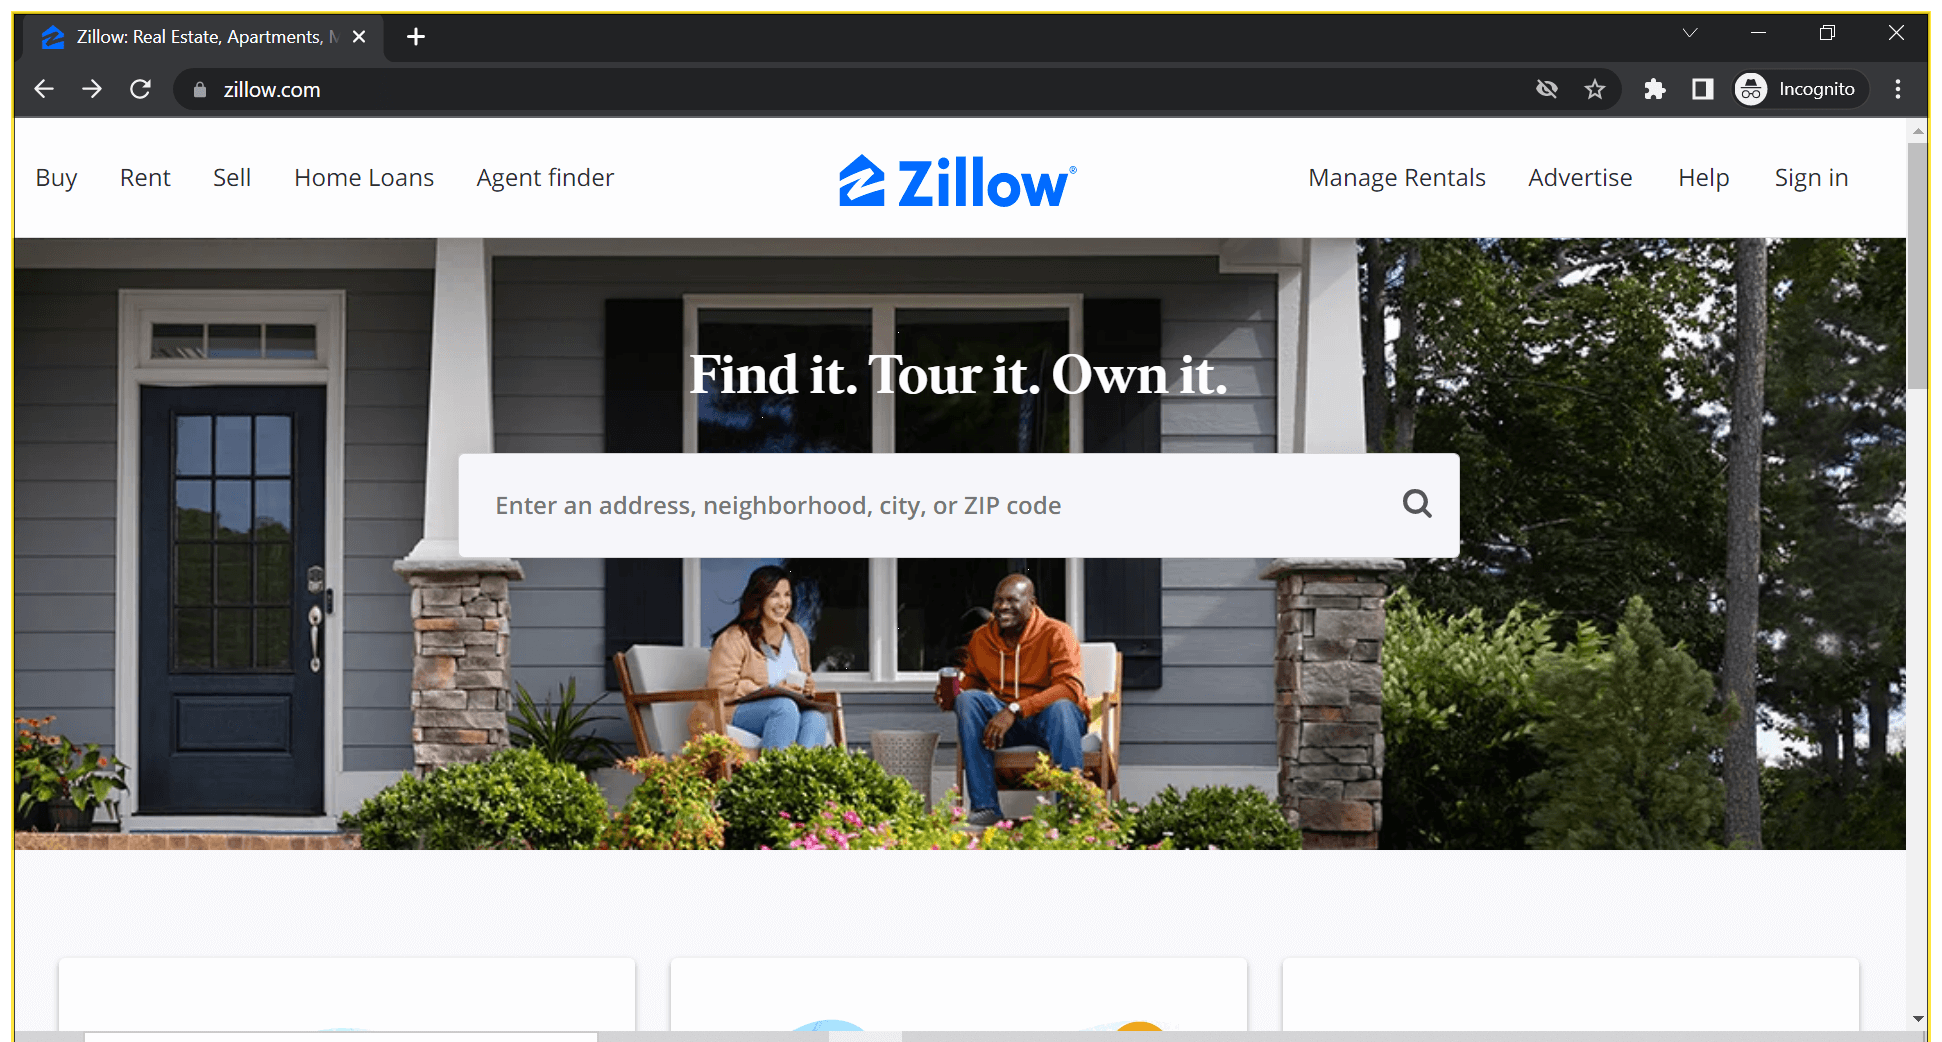 Zillow: Real Estate, Apartments, M
zillow.com
Incognito
Buy Rent Sell Home Loans Agent finder Zillow® Manage Rentals Advertise Help Sign in
Find it. Tour it. Own it.
Enter an address, neighborhood, city, or ZIP code